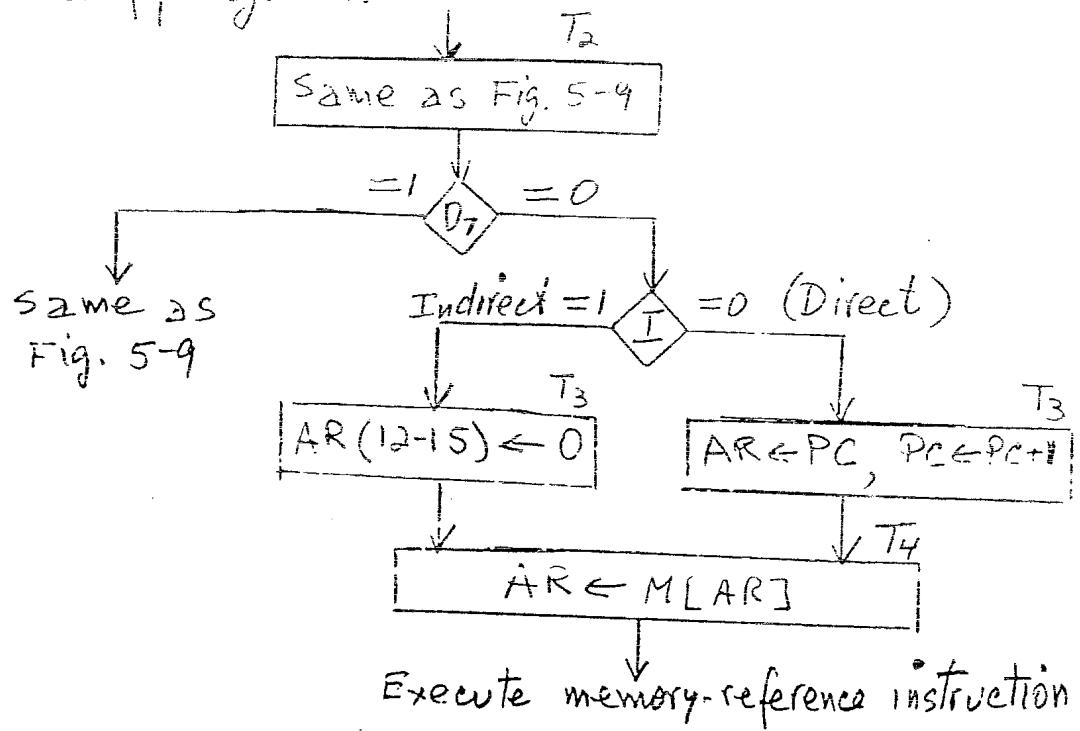 T2
Same as Fig. 5-9
=1
D7
=0
Same as
Fig. 5-9
Indirect =1
I
=0 (Direct)
T3
AR(12-15) ← 0
T3
AR ← PC, PC ← PC+1
T4
AR ← M[AR]
Execute memory-reference instruction